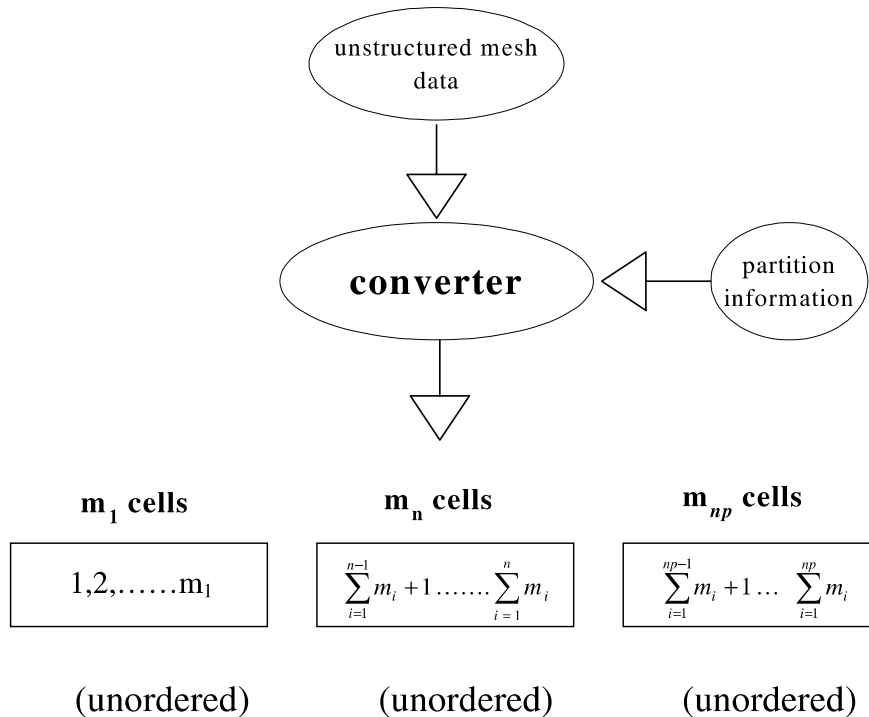 unstructured mesh
data
converter
partition
information
m₁ cells
mₙ cells
m_np cells
1,2,......m₁
∑_{i=1}^{n-1} m_i + 1 ....... ∑_{i=1}^{n} m_i
∑_{i=1}^{np-1} m_i + 1 ... ∑_{i=1}^{np} m_i
(unordered)
(unordered)
(unordered)